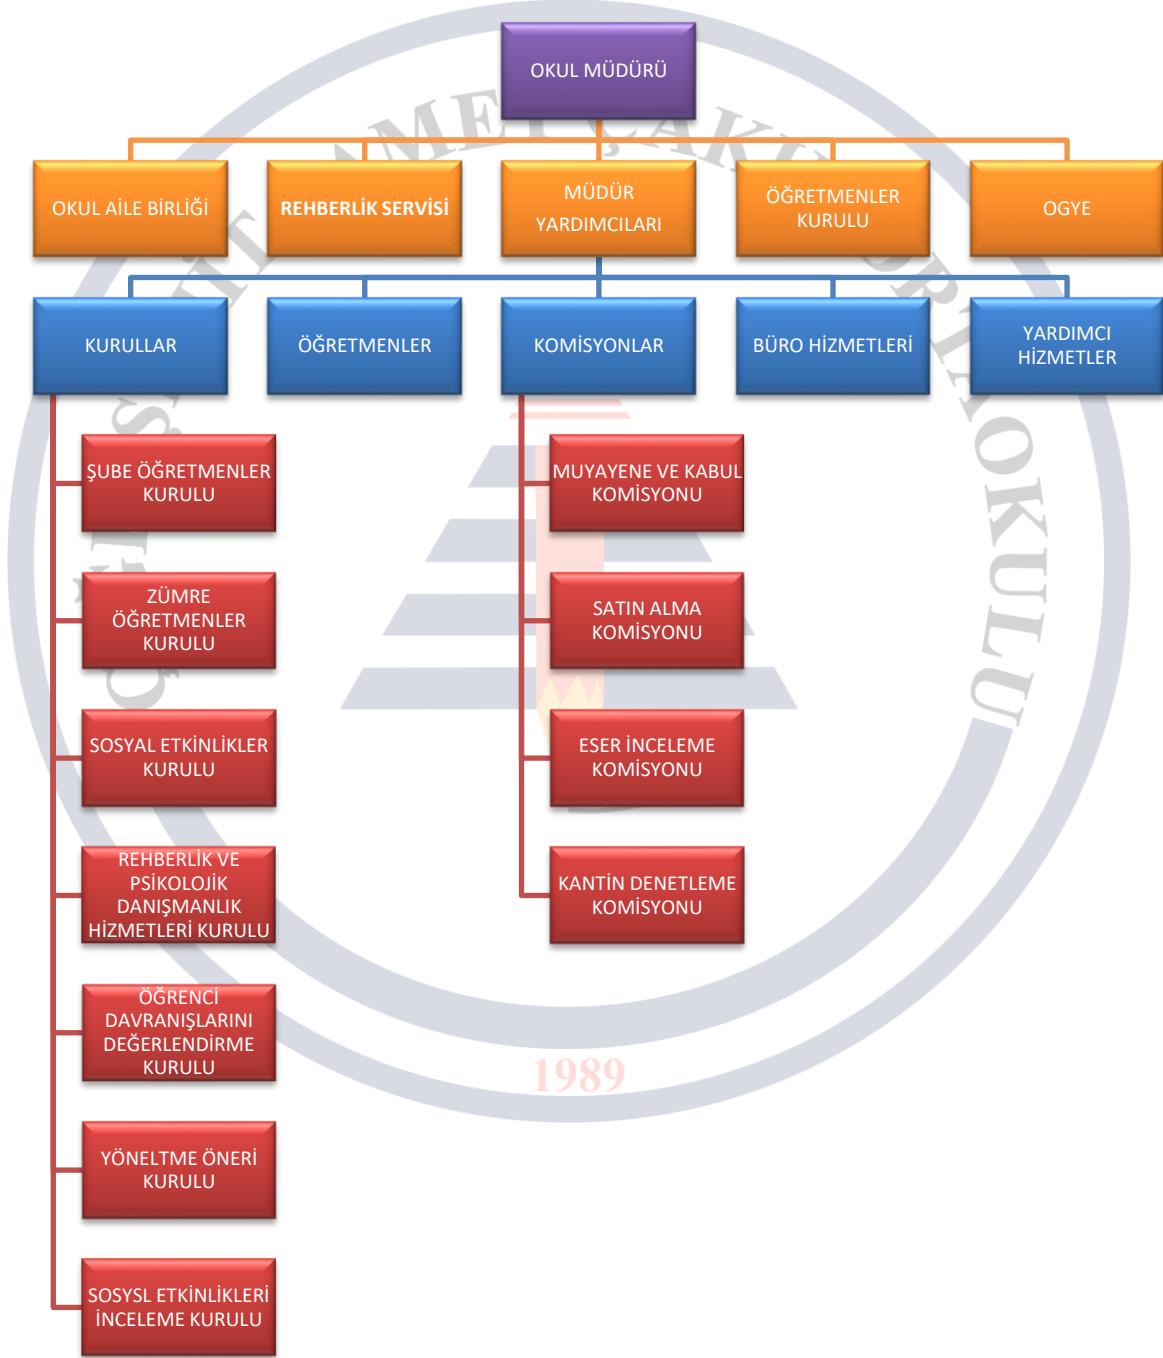 OKUL MÜDÜRÜ
OKUL AİLE BİRLİĞİ
REHBERLİK SERVİSİ
MÜDÜR
YARDIMCILARI
ÖĞRETMENLER
KURULU
OGYE
KURULLAR
ÖĞRETMENLER
KOMİSYONLAR
BÜRO HİZMETLERİ
YARDIMCI
HİZMETLER
ŞUBE ÖĞRETMENLER
KURULU
ZÜMRE
ÖĞRETMENLER
KURULU
SOSYAL ETKİNLİKLER
KURULU
REHBERLİK VE
PSİKOLOJİK
DANIŞMANLIK
HİZMETLERİ KURULU
ÖĞRENCİ
DAVRANIŞLARINI
DEĞERLENDİRME
KURULU
YÖNELTME ÖNERİ
KURULU
SOSYSL ETKİNLİKLERİ
İNCELEME KURULU
MUYAYENE VE KABUL
KOMİSYONU
SATIN ALMA
KOMİSYONU
ESER İNCELEME
KOMİSYONU
KANTİN DENETLEME
KOMİSYONU
1989